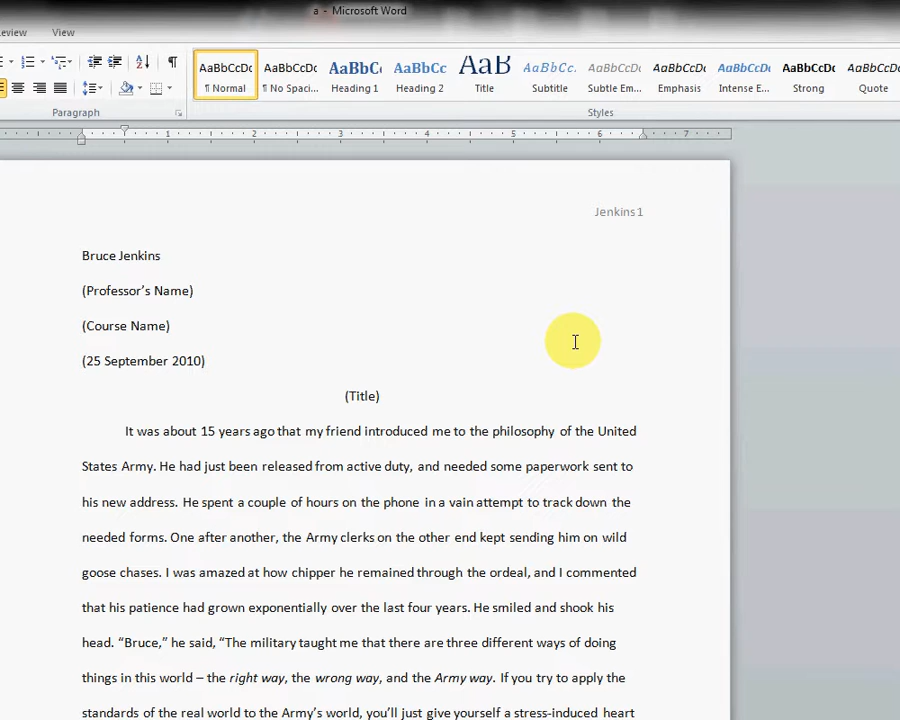 a - Microsoft Word
eview View
AaBbCcDc AaBbCcDc AaBbC AaBbCc AaB AaBbCc. AaBbCcDc AaBbCcDc AaBbCcDc AaBbCcDc AaBbCcDc
¶ Normal ¶ No Spaci... Heading 1 Heading 2 Title Subtitle Subtle Em... Emphasis Intense E... Strong Quote
Paragraph Styles
1 2 3 4 5 6 7
Jenkins 1
Bruce Jenkins
(Professor’s Name)
(Course Name)
(25 September 2010)
(Title)
It was about 15 years ago that my friend introduced me to the philosophy of the United
States Army. He had just been released from active duty, and needed some paperwork sent to
his new address. He spent a couple of hours on the phone in a vain attempt to track down the
needed forms. One after another, the Army clerks on the other end kept sending him on wild
goose chases. I was amazed at how chipper he remained through the ordeal, and I commented
that his patience had grown exponentially over the last four years. He smiled and shook his
head. “Bruce,” he said, “The military taught me that there are three different ways of doing
things in this world – the right way, the wrong way, and the Army way. If you try to apply the
standards of the real world to the Army’s world, you’ll just give yourself a stress-induced heart